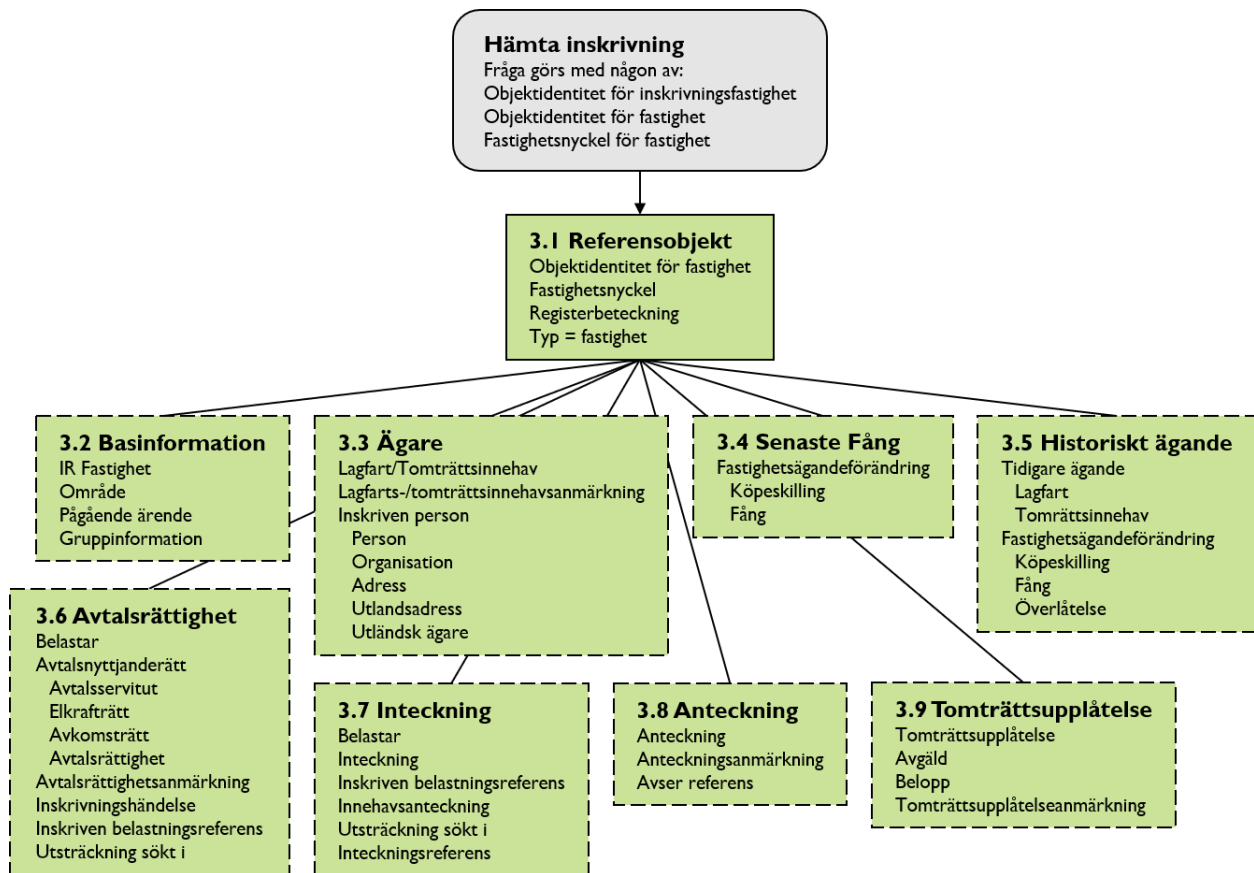 Hämta inskrivning
Fråga görs med någon av:
Objektidentitet för inskrivningsfastighet
Objektidentitet för fastighet
Fastighetsnyckel för fastighet
3.1 Referensobjekt
Objektidentitet för fastighet
Fastighetsnyckel
Registerbeteckning
Typ = fastighet
3.2 Basinformation
IR Fastighet
Område
Pågående ärende
Gruppinformation
3.3 Ägare
Lagfart/Tomträttsinnehav
Lagfarts-/tomträttsinnehavsanmärkning
Inskriven person
Person
Organisation
Adress
Utlandsadress
Utländsk ägare
3.4 Senaste Fång
Fastighetsägandeförändring
Köpeskilling
Fång
3.5 Historiskt ägande
Tidigare ägande
Lagfart
Tomrättsinnehav
Fastighetsägandeförändring
Köpeskilling
Fång
Överlåtelse
3.6 Avtalsrättighet
Belastar
Avtalsnyttjanderätt
Avtalsservitut
Elkrafträtt
Avkomsträtt
Avtalsrättighet
Avtalsrättighetsanmärkning
Inskrivningshändelse
Inskriven belastningsreferens
Utsträckning sökt i
3.7 Inteckning
Belastar
Inteckning
Inskriven belastningsreferens
Innehavsanteckning
Utsträckning sökt i
Inteckningsreferens
3.8 Anteckning
Anteckning
Anteckningsanmärkning
Avser referens
3.9 Tomträttsupplåtelse
Tomträttsupplåtelse
Avgäld
Belopp
Tomträttsupplåtelseanmärkning